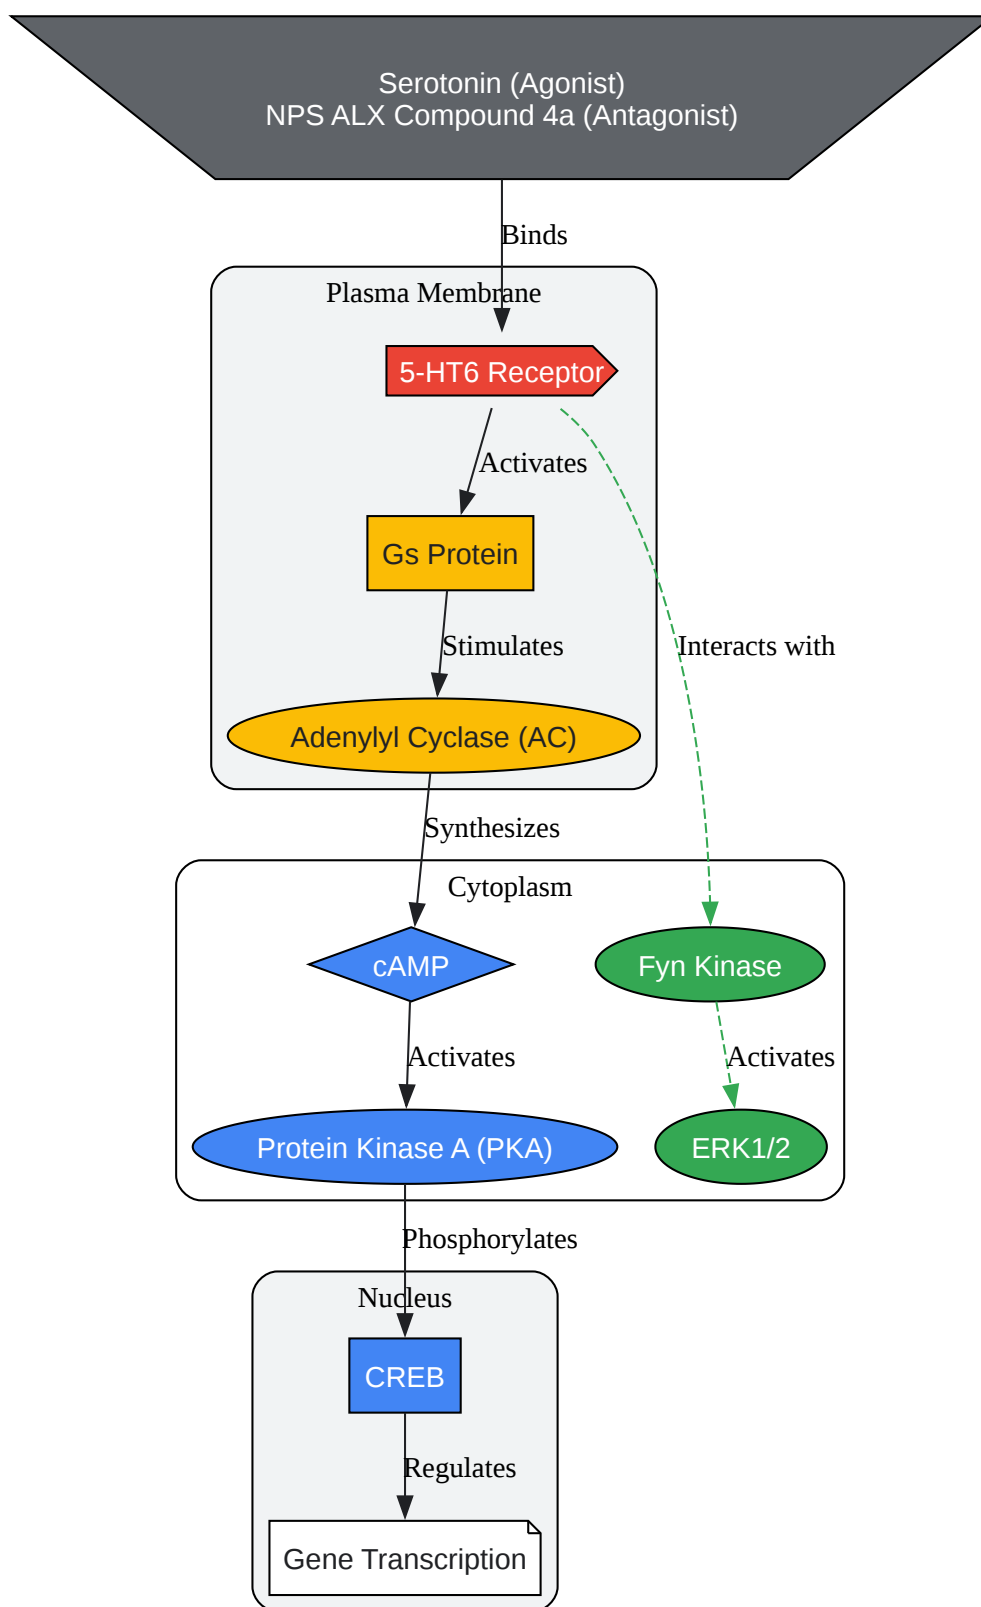 Serotonin (Agonist)
NPS ALX Compound 4a (Antagonist)
Binds
Plasma Membrane
5-HT6 Receptor
Activates
Gs Protein
Stimulates
Interacts with
Adenylyl Cyclase (AC)
Synthesizes
Cytoplasm
cAMP
Fyn Kinase
Activates
Activates
Protein Kinase A (PKA)
ERK1/2
Phosphorylates
Nucleus
CREB
Regulates
Gene Transcription